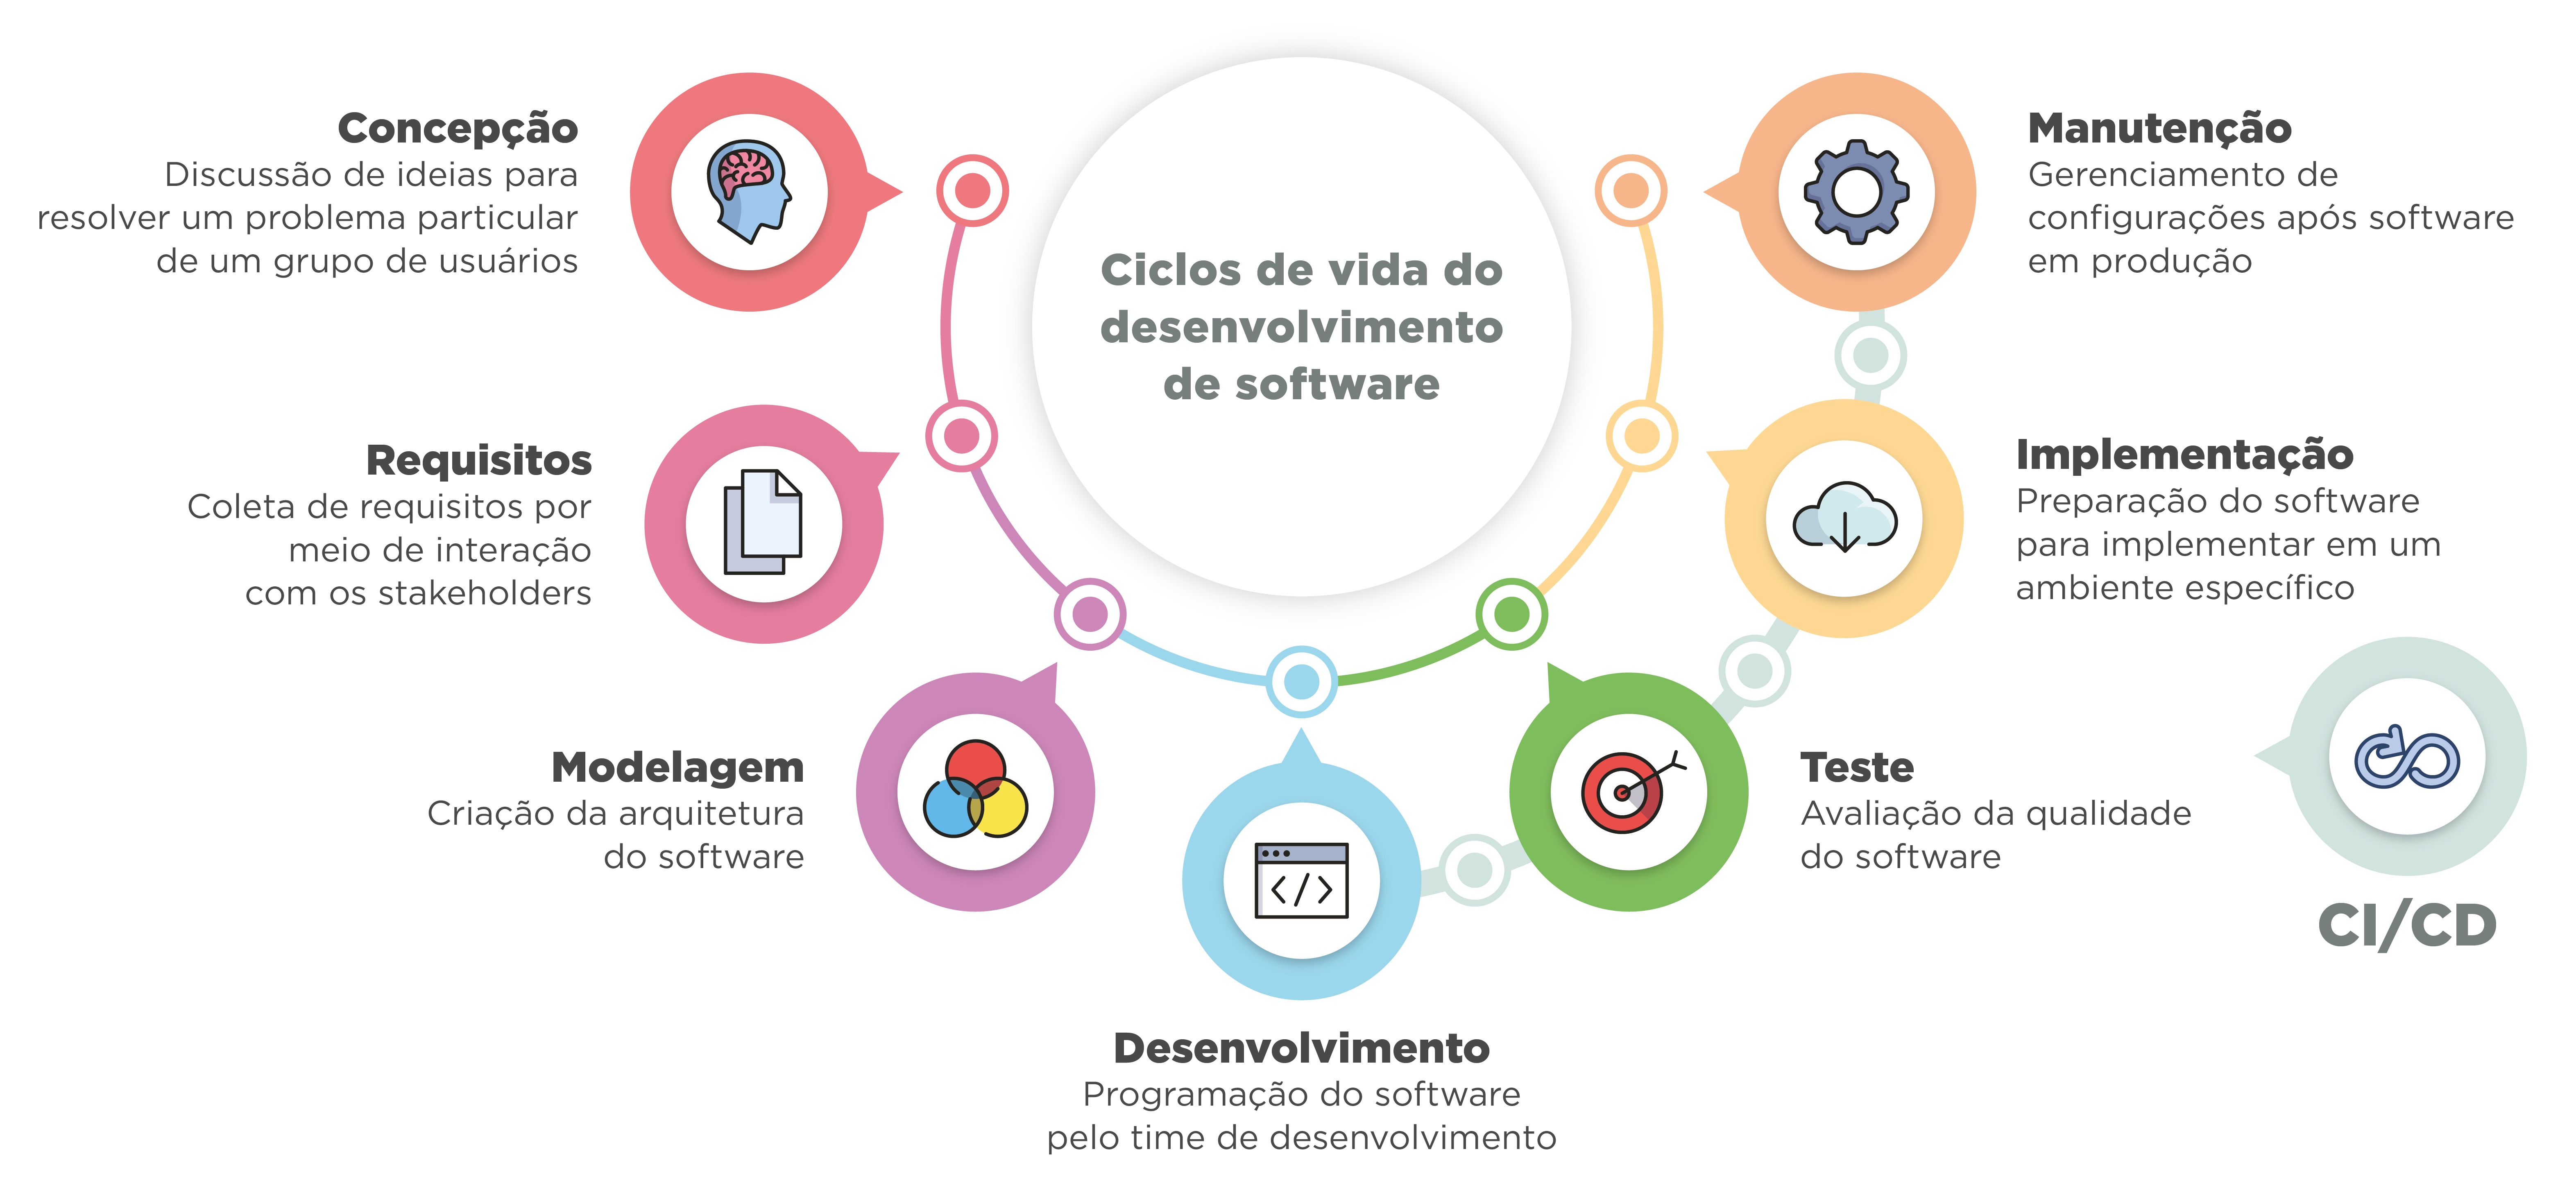 Ciclos de vida do
desenvolvimento
de software
Concepção
Discussão de ideias para
resolver um problema particular
de um grupo de usuários
Requisitos
Coleta de requisitos por
meio de interação
com os stakeholders
Modelagem
Criação da arquitetura
do software
Desenvolvimento
Programação do software
pelo time de desenvolvimento
Teste
Avaliação da qualidade
do software
Implementação
Preparação do software
para implementar em um
ambiente específico
Manutenção
Gerenciamento de
configurações após software
em produção
CI/CD